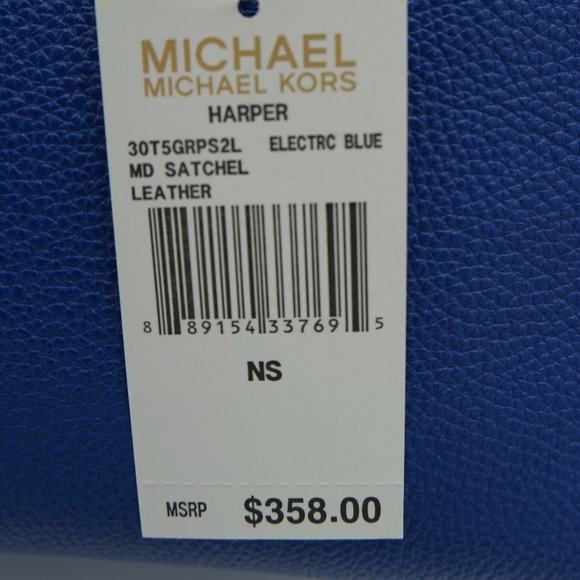 MICHAEL
MICHAEL KORS
HARPER
30T5GRPS2L ELECTRC BLUE
MD SATCHEL
LEATHER
8 89154 33769 5
NS
MSRP $358.00